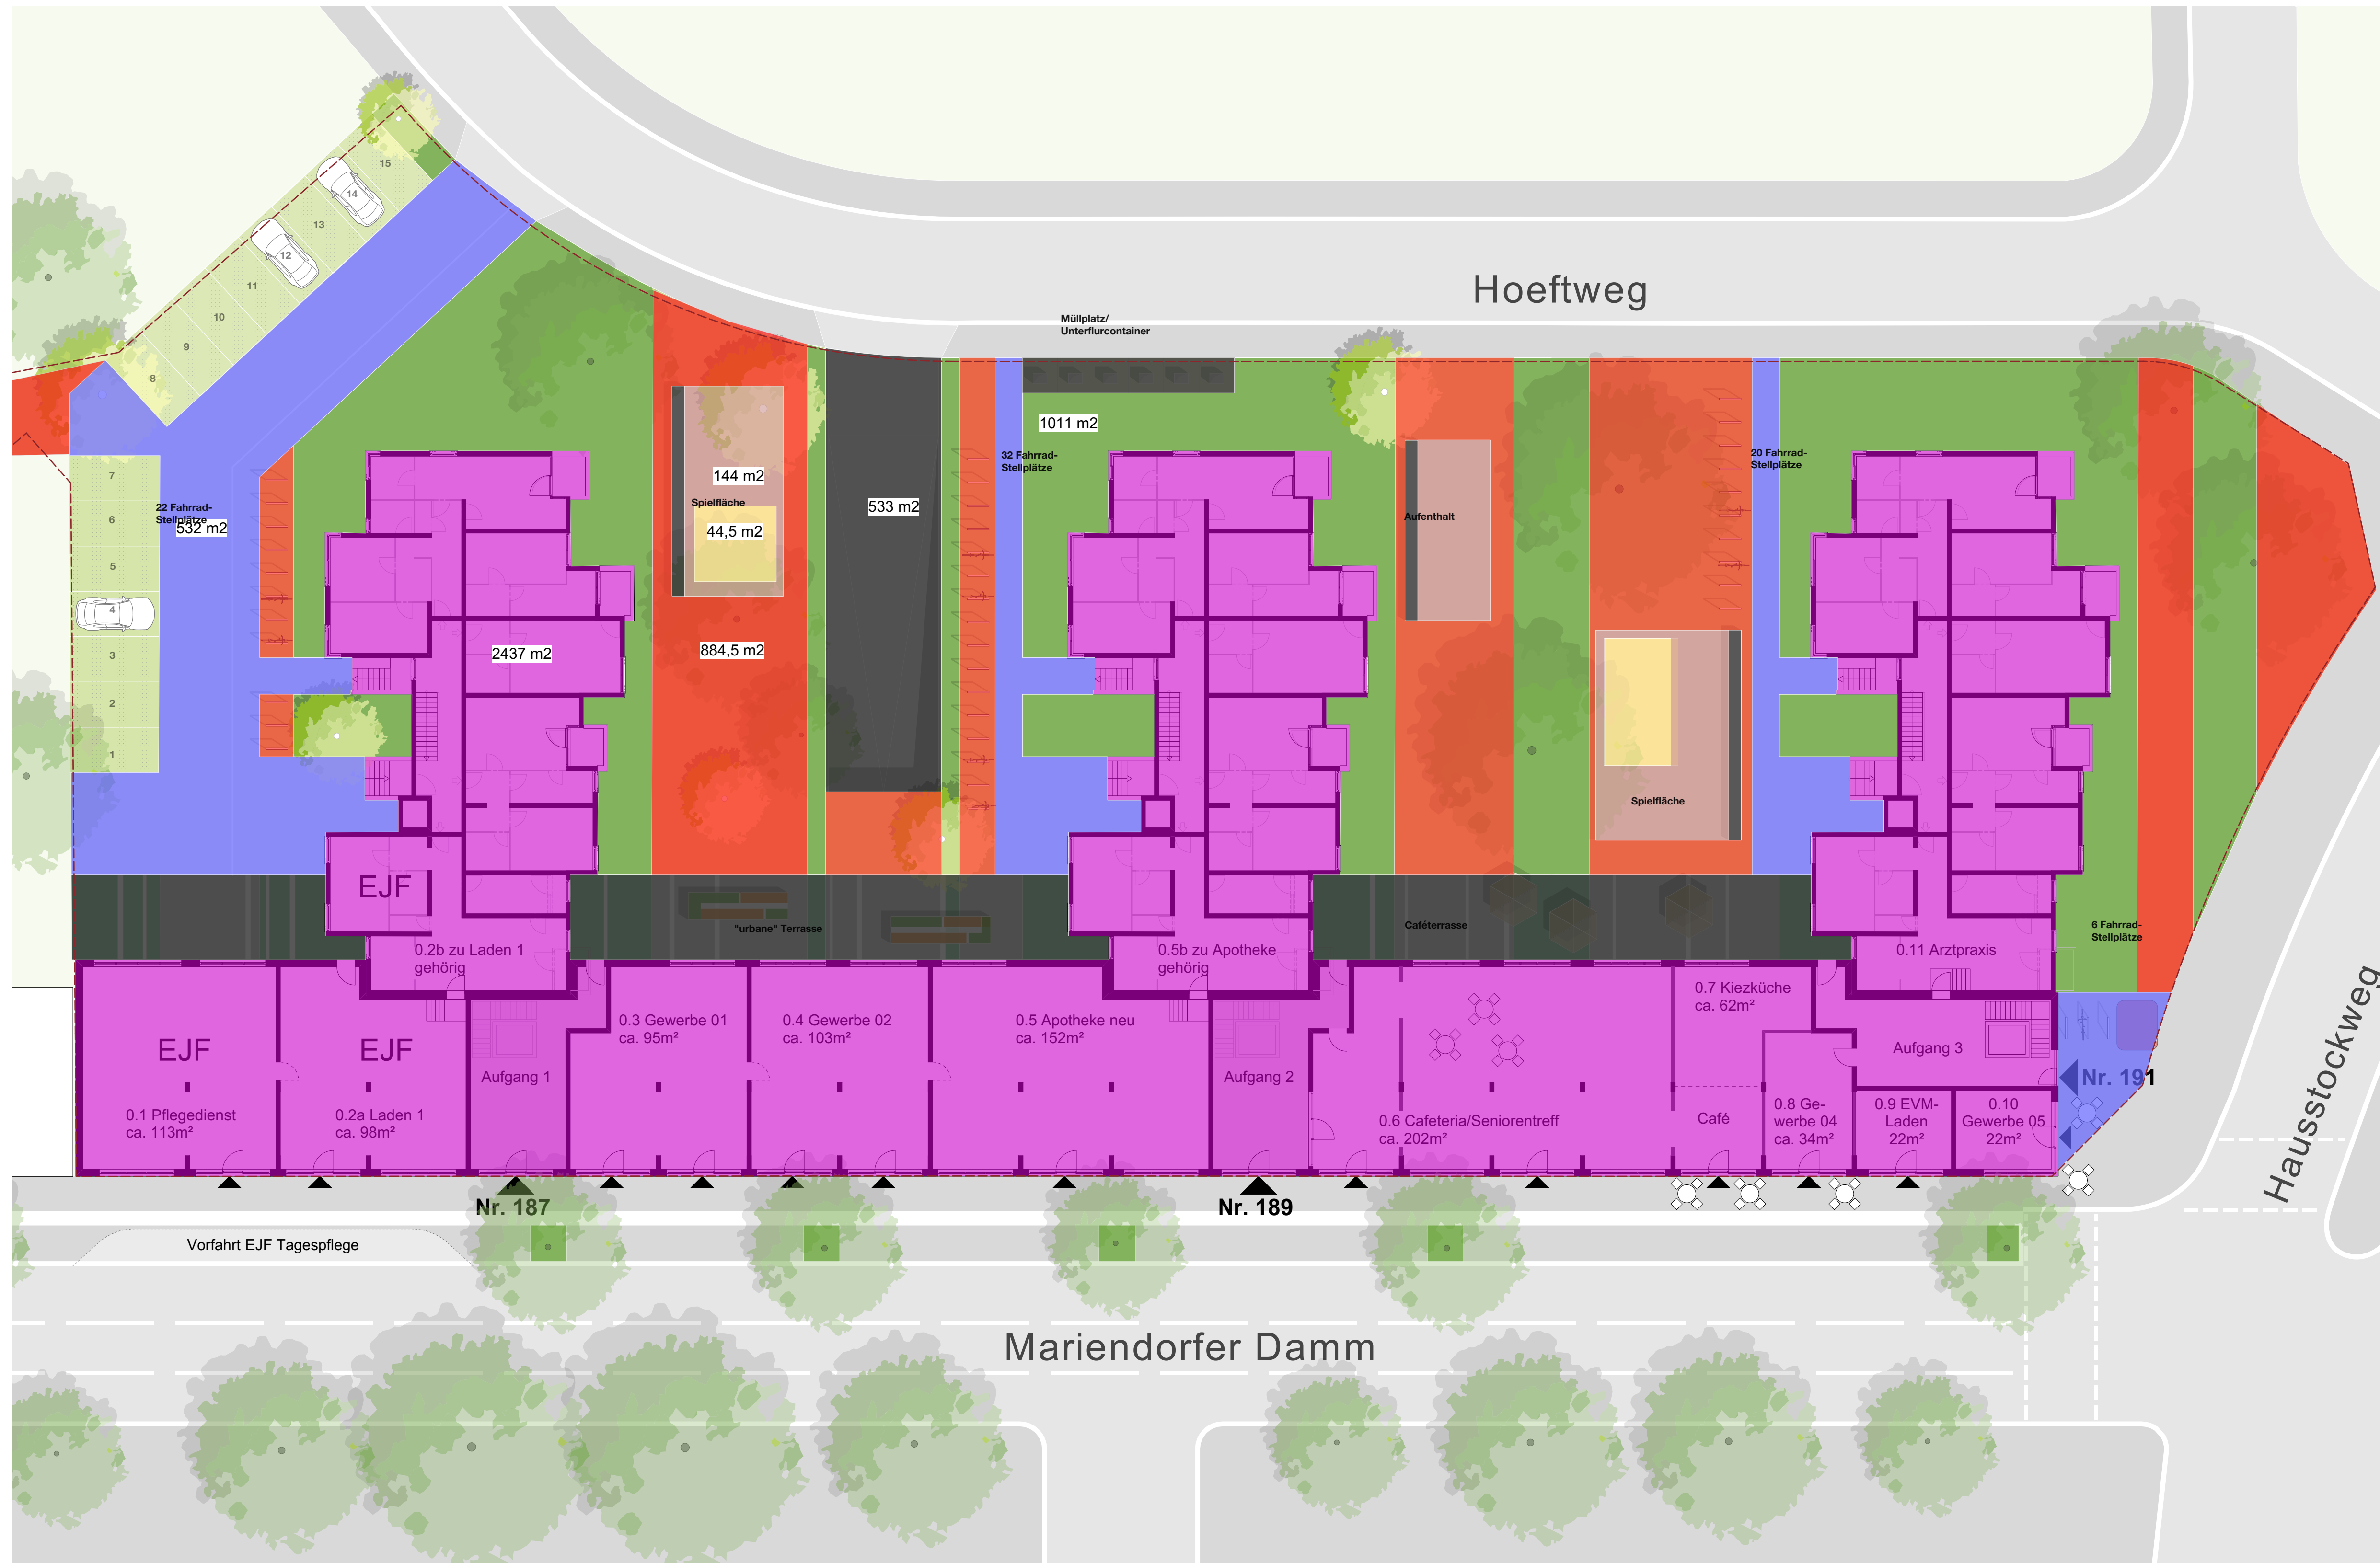 15
14
13
12
11
10
9
8
7
6
5
4
3
2
1
Hoeftweg
Müllplatz/
Unterflurcontainer
1011 m2
144 m2
Spielfläche
44,5 m2
533 m2
32 Fahrrad-
Stellplätze
20 Fahrrad-
Stellplätze
22 Fahrrad-
Stellplätze
532 m2
Aufenthalt
2437 m2
884,5 m2
Spielfläche
EJF
"urbane" Terrasse
Caféterrasse
6 Fahrrad-
Stellplätze
0.2b zu Laden 1
gehörig
0.5b zu Apotheke
gehörig
0.11 Arztpraxis
0.7 Kiezküche
ca. 62m²
EJF
EJF
0.3 Gewerbe 01
ca. 95m²
0.4 Gewerbe 02
ca. 103m²
0.5 Apotheke neu
ca. 152m²
Aufgang 1
Aufgang 2
Aufgang 3
Nr. 191
0.1 Pflegedienst
ca. 113m²
0.2a Laden 1
ca. 98m²
0.6 Cafeteria/Seniorentreff
ca. 202m²
Café
0.8 Ge-
werbe 04
ca. 34m²
0.9 EVM-
Laden
22m²
0.10
Gewerbe 05
22m²
Hausstockweg
Nr. 187
Nr. 189
Vorfahrt EJF Tagespflege
Mariendorfer Damm